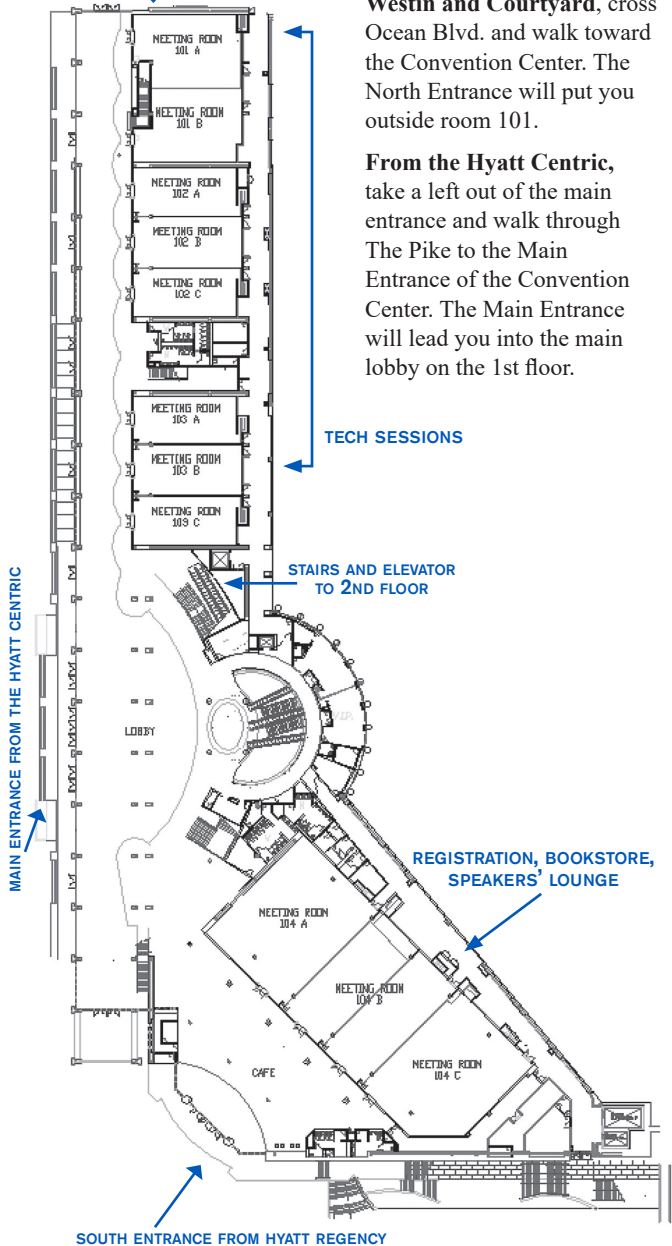 Westin and Courtyard, cross
Ocean Blvd. and walk toward
the Convention Center. The
North Entrance will put you
outside room 101.
From the Hyatt Centric,
take a left out of the main
entrance and walk through
The Pike to the Main
Entrance of the Convention
Center. The Main Entrance
will lead you into the main
lobby on the 1st floor.
MEETING ROOM
101 A
MEETING ROOM
101 B
MEETING ROOM
102 A
MEETING ROOM
102 B
MEETING ROOM
102 C
MEETING ROOM
103 A
MEETING ROOM
103 B
MEETING ROOM
103 C
TECH SESSIONS
STAIRS AND ELEVATOR
TO 2ND FLOOR
MAIN ENTRANCE FROM THE HYATT CENTRIC
LOBBY
V.I.P.
REGISTRATION, BOOKSTORE,
SPEAKERS' LOUNGE
MEETING ROOM
104 A
MEETING ROOM
104 B
MEETING ROOM
104 C
CAFE
SOUTH ENTRANCE FROM HYATT REGENCY